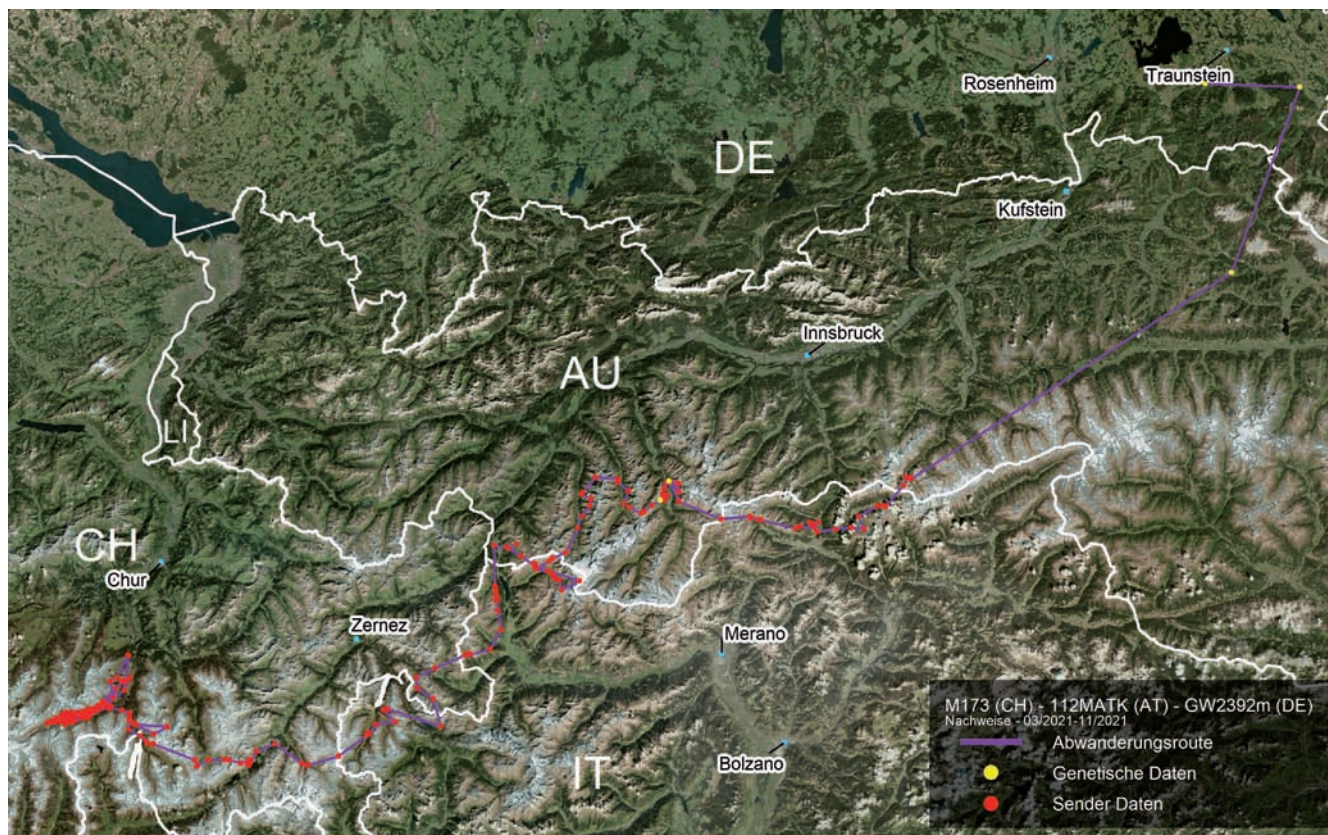 Rosenheim
Traunstein
DE
Kufstein
Innsbruck
AU
LI
CH
Chur
Zernez
Merano
IT
Bolzano
M173 (CH) - 112MATK (AT) - GW2392m (DE)
Nachweise - 03/2021-11/2021
Abwanderungsroute
Genetische Daten
Sender Daten